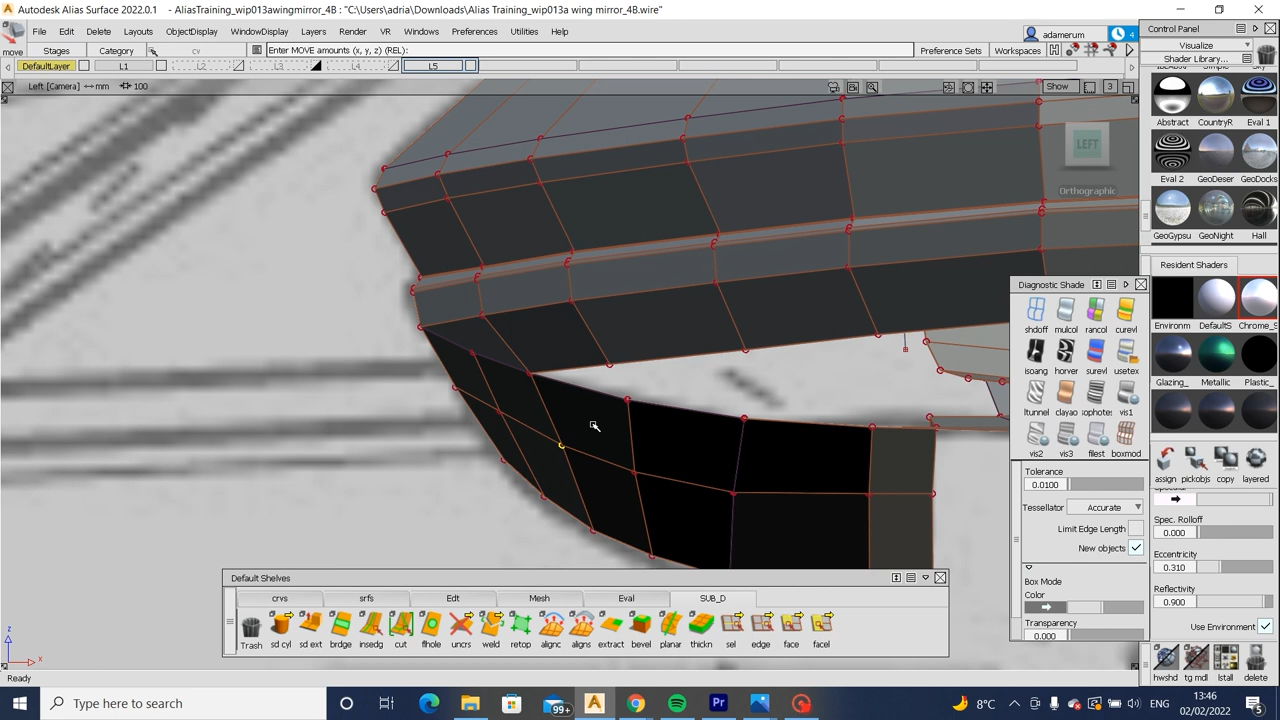 Autodesk Alias Surface 2022.0.1 - AliasTraining_wip013awingmirror_4B : "C:\Users\adria\Downloads\Alias Training_wip013a wing mirror_4B.wire"
File Edit Delete Layouts ObjectDisplay WindowDisplay Layers Render VR Windows Preferences Utilities Help
adamerum 4
move Stages Category cv Enter MOVE amounts (x, y, z) (REL): Preference Sets Workspaces
DefaultLayer L1 L2 L3 L4 L5
Left [Camera] mm 100 Show 3
LEFT
Orthographic
Control Panel
Visualize
Shader Library...
Abstract CountryR Eval 1
Eval 2 GeoDeser GeoDocks
GeoGypsu GeoNight Hall
Resident Shaders
Environm DefaultS Chrome_S
Glazing_ Metallic Plastic_
assign pickobjs copy layered
Spec. Rolloff
0.000
Eccentricity
0.310
Reflectivity
0.900
Use Environment
hwshd tg mdl lstall delete
Diagnostic Shade
shdoff mulcol rancol curevl
isoang horver surevl usetex
ltunnel clayao isophotes vis1
vis2 vis3 filest boxmod
Tolerance
0.0100
Tessellator Accurate
Limit Edge Length
New objects
Box Mode
Color
Transparency
0.000
Default Shelves
crvs srfs Edt Mesh Eval SUB_D
Trash sd cyl sd ext brdge insedg cut flhole uncrs weld retop alignc aligns extract bevel planar thickn sel edge face facel
z
x
Ready
Type here to search
99+
8°C
ENG
13:46
02/02/2022